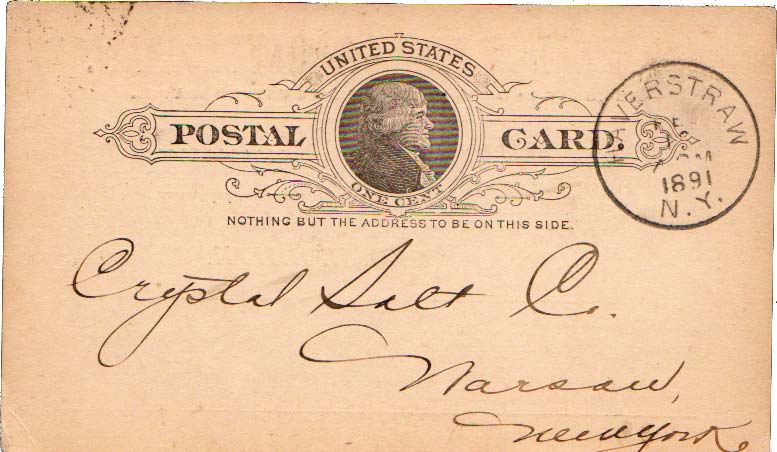 UNITED STATES
POSTAL CARD.
ONE CENT
NOTHING BUT THE ADDRESS TO BE ON THIS SIDE.
HAVERSTRAW
1891
N.Y.
Crystal Salt Co.
Warsaw,
New York